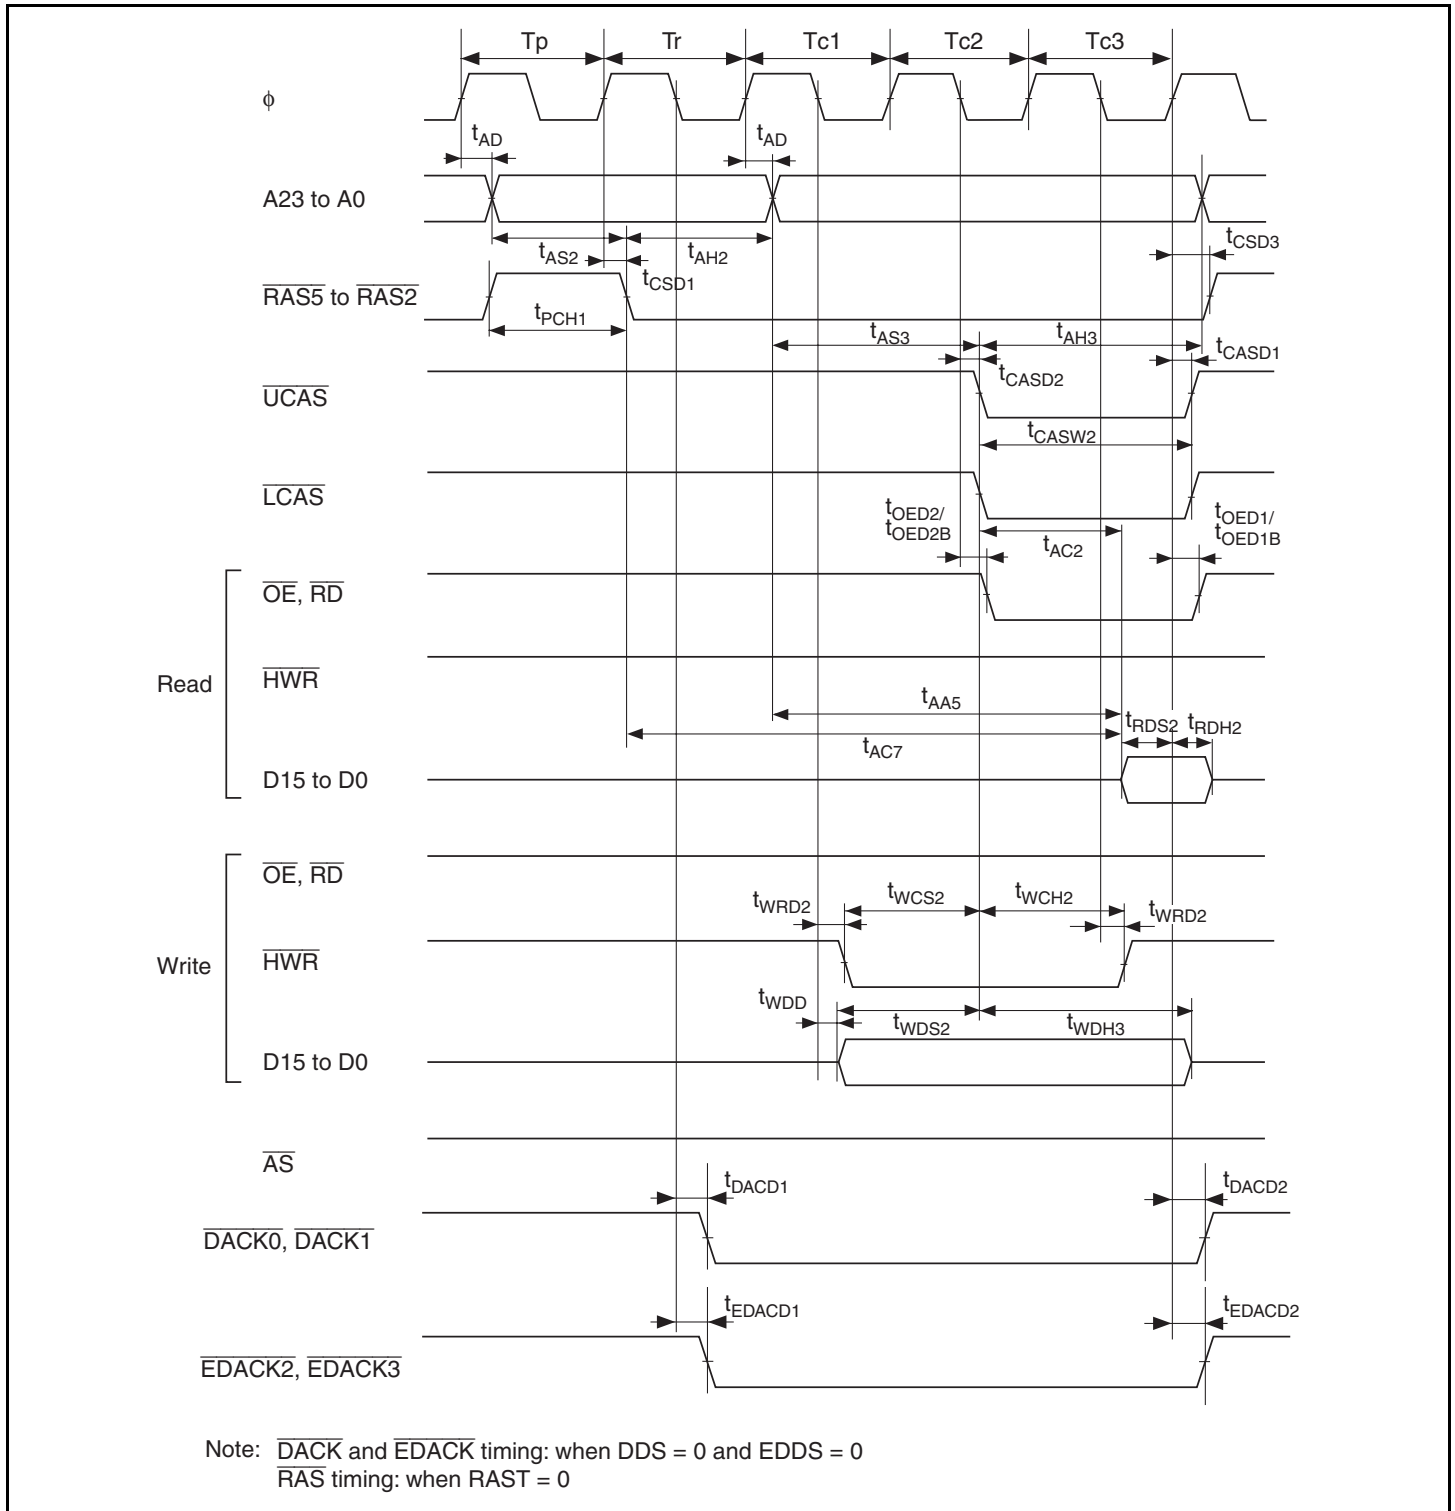 Tp Tr Tc1 Tc2 Tc3
ϕ
tAD tAD
A23 to A0
tAS2 tAH2 tCSD3
tCSD1
RAS5 to RAS2
tPCH1
tAS3 tAH3 tCASD1
tCASD2
UCAS
tCASW2
LCAS
tOED2/ tOED1/
tOED2B tOED1B
tAC2
OE, RD
Read
HWR
tAA5
tRDS2 tRDH2
tAC7
D15 to D0
OE, RD
tWCS2 tWCH2
tWRD2 tWRD2
Write
HWR
tWDD
tWDS2 tWDH3
D15 to D0
AS
tDACD1 tDACD2
DACK0, DACK1
tEDACD1 tEDACD2
EDACK2, EDACK3
Note: DACK and EDACK timing: when DDS = 0 and EDDS = 0
RAS timing: when RAST = 0